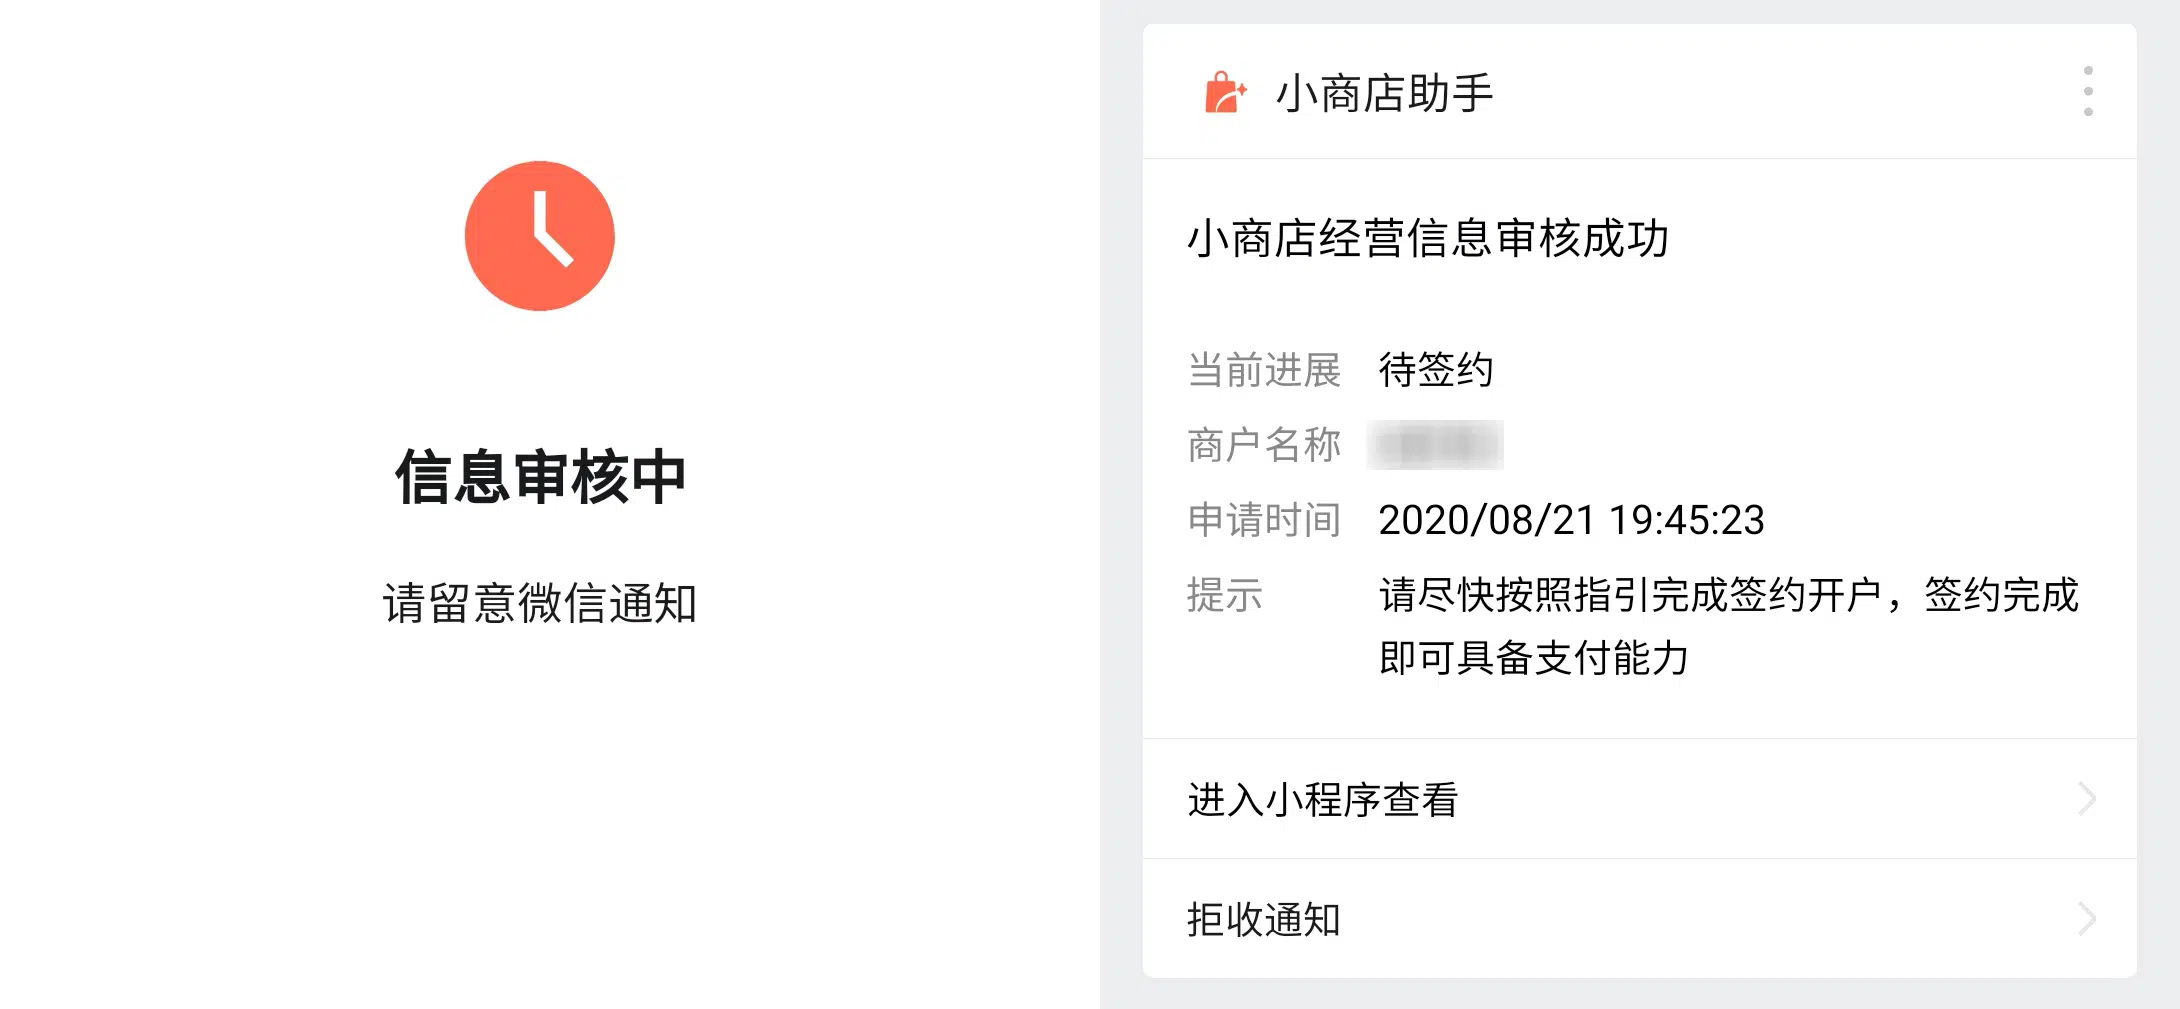 信息审核中
请留意微信通知
小商店助手
小商店经营信息审核成功
当前进展 待签约
商户名称
申请时间 2020/08/21 19:45:23
提示 请尽快按照指引完成签约开户，签约完成
即可具备支付能力
进入小程序查看
拒收通知